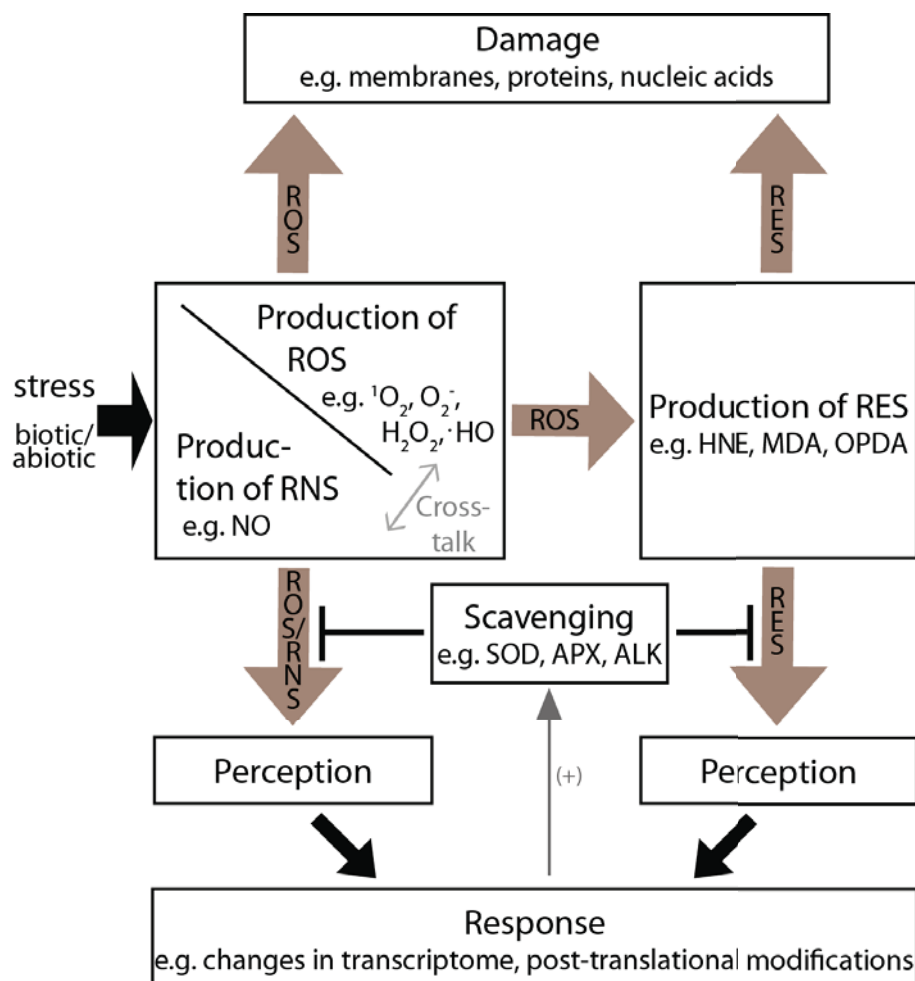 Damage
e.g. membranes, proteins, nucleic acids
ROS
RES
Production of
ROS
e.g. ¹O₂, O₂⁻,
H₂O₂, ·HO
stress
biotic/
abiotic
Produc-
tion of RNS
e.g. NO
Cross-
talk
ROS
Production of RES
e.g. HNE, MDA, OPDA
ROS/RNS
Scavenging
e.g. SOD, APX, ALK
RES
Perception
(+)
Perception
Response
e.g. changes in transcriptome, post-translational modifications